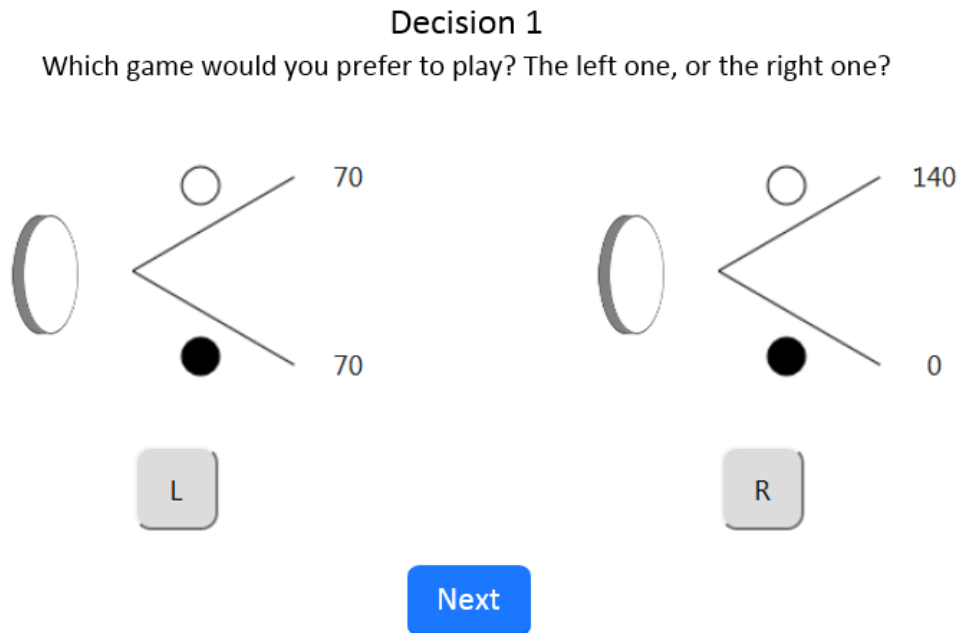 Decision 1
Which game would you prefer to play? The left one, or the right one?
70
140
70
0
L
R
Next